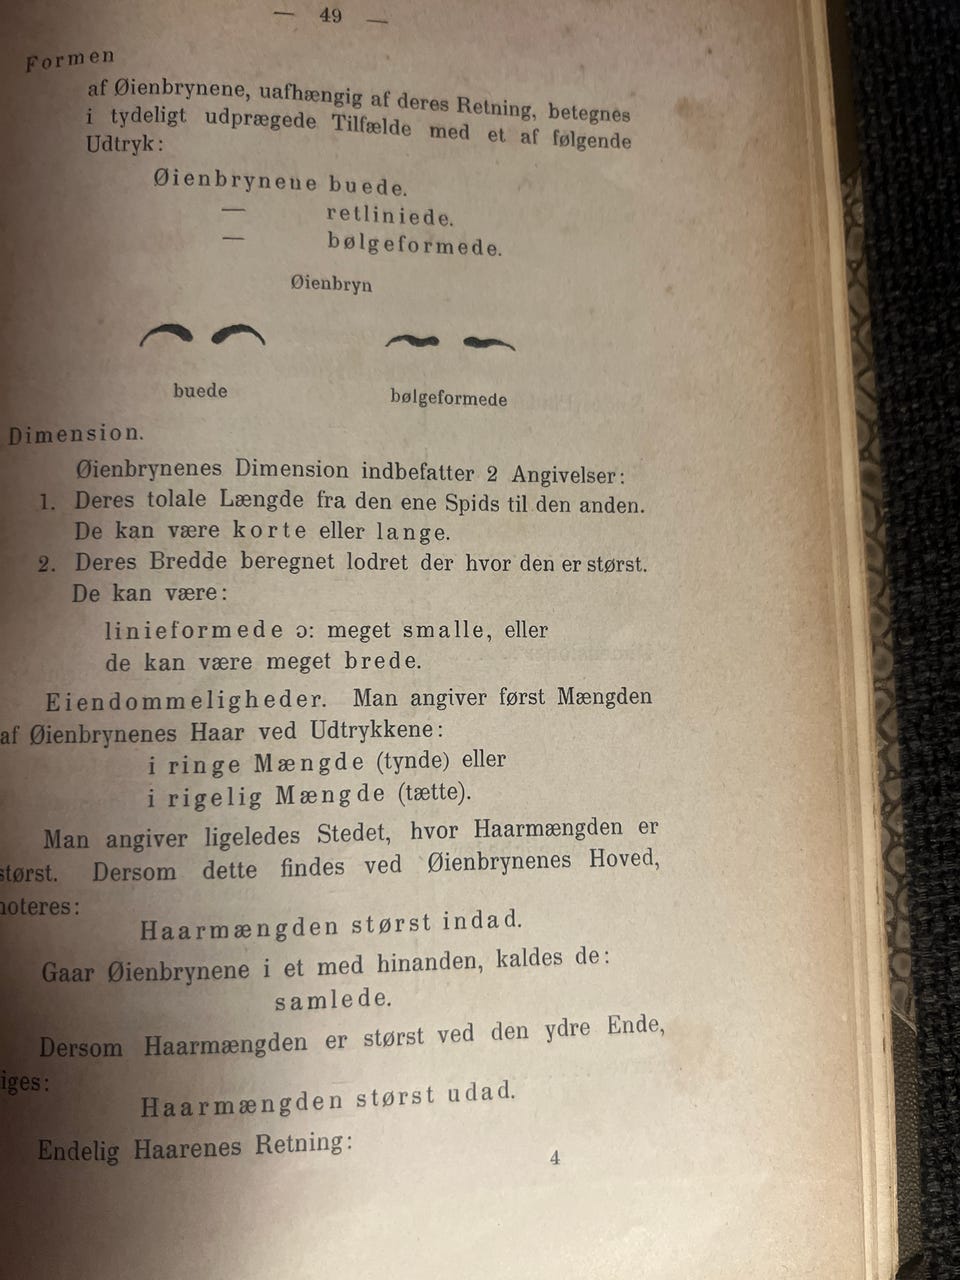 — 49 —
Formen
af Øienbrynene, uafhængig af deres Retning, betegnes
i tydeligt udprægede Tilfælde med et af følgende
Udtryk:
Øienbrynene buede.
— retliniede.
— bølgeformede.
Øienbryn
buede bølgeformede
Dimension.
Øienbrynenes Dimension indbefatter 2 Angivelser:
1. Deres tolale Længde fra den ene Spids til den anden.
De kan være korte eller lange.
2. Deres Bredde beregnet lodret der hvor den er størst.
De kan være:
linieformede ɔ: meget smalle, eller
de kan være meget brede.
Eiendommeligheder. Man angiver først Mængden
af Øienbrynenes Haar ved Udtrykkene:
i ringe Mængde (tynde) eller
i rigelig Mængde (tætte).
Man angiver ligeledes Stedet, hvor Haarmængden er
størst. Dersom dette findes ved Øienbrynenes Hoved,
noteres:
Haarmængden størst indad.
Gaar Øienbrynene i et med hinanden, kaldes de:
samlede.
Dersom Haarmængden er størst ved den ydre Ende,
iges:
Haarmængden størst udad.
Endelig Haarenes Retning:
4